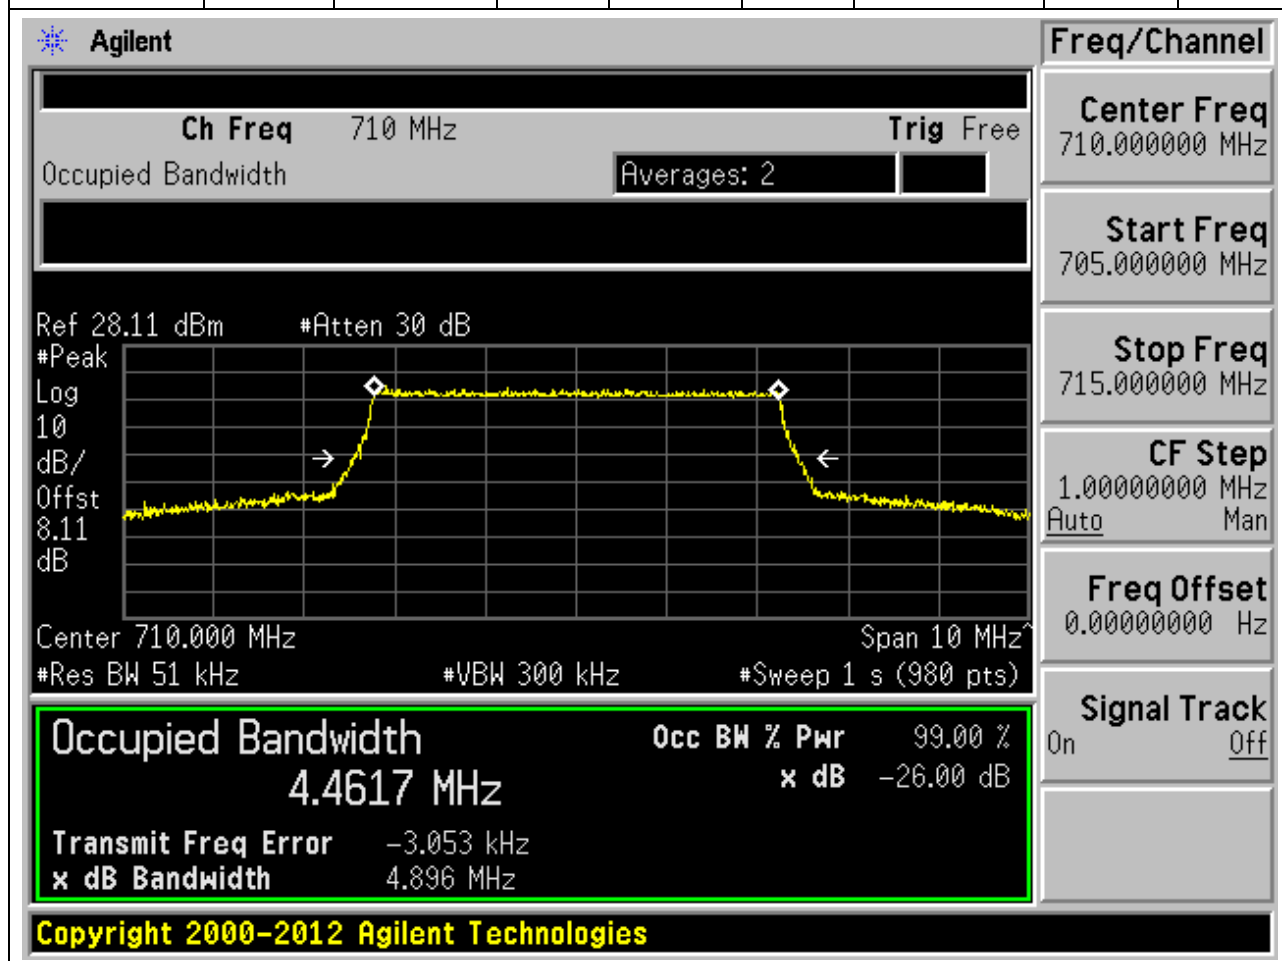 Agilent
Freq/Channel
Ch Freq 710 MHz Trig Free
Occupied Bandwidth Averages: 2
Ref 28.11 dBm #Atten 30 dB
#Peak
Log
10
dB/
Offst
8.11
dB
Center 710.000 MHz Span 10 MHz^
#Res BW 51 kHz #VBW 300 kHz #Sweep 1 s (980 pts)
Occupied Bandwidth Occ BW % Pwr 99.00 %
4.4617 MHz x dB -26.00 dB
Transmit Freq Error -3.053 kHz
x dB Bandwidth 4.896 MHz
Copyright 2000-2012 Agilent Technologies
Center Freq
710.000000 MHz
Start Freq
705.000000 MHz
Stop Freq
715.000000 MHz
CF Step
1.00000000 MHz
Auto Man
Freq Offset
0.00000000 Hz
Signal Track
On Off